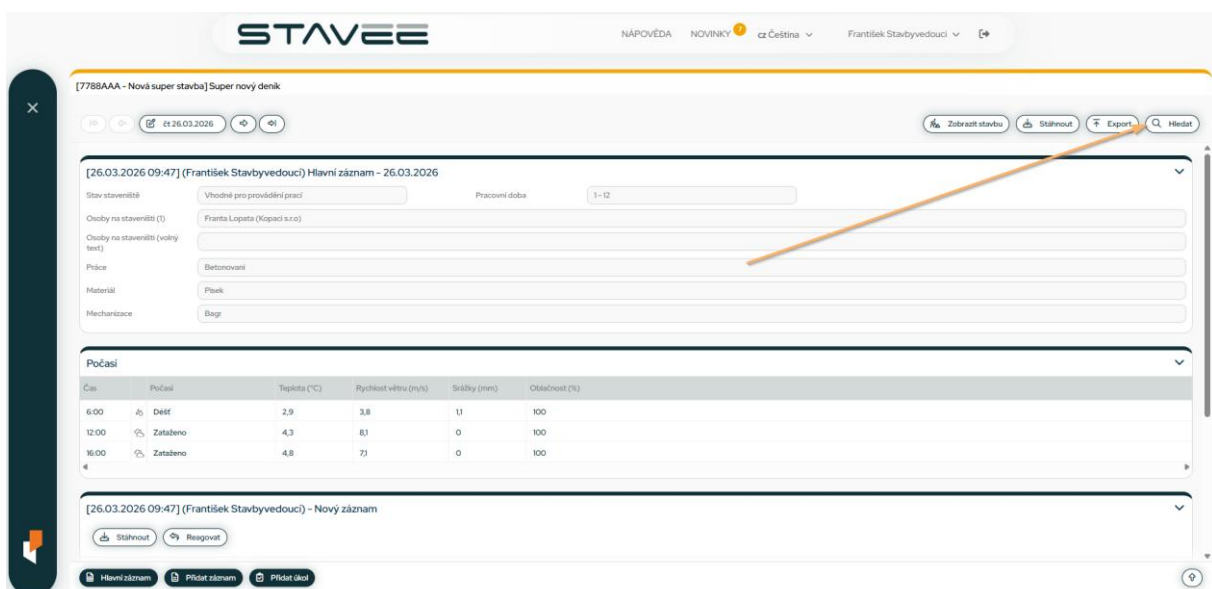 STAVEE
NÁPOVĚDA NOVINKY 7 cz Čeština František Stavbyvedoucí
[7788AAA - Nová super stavba] Super nový deník
čt 26.03.2026 Zobrazit stavbu Stáhnout Export Hledat
[26.03.2026 09:47] (František Stavbyvedoucí) Hlavní záznam - 26.03.2026
Stav staveniště Vhodné pro provádění prací Pracovní doba 1-12
Osoby na staveništi (1) Franta Lopata (Kopaci s.r.o)
Osoby na staveništi (volný
text)
Práce Betonovani
Materiál Písek
Mechanizace Bagr
Počasí
Čas Počasí Teplota (°C) Rychlost větru (m/s) Srážky (mm) Oblačnost (%)
6:00 Déšť 2,9 3,8 1,1 100
12:00 Zataženo 4,3 8,1 0 100
16:00 Zataženo 4,8 7,1 0 100
[26.03.2026 09:47] (František Stavbyvedoucí) - Nový záznam
Stáhnout Reagovat
Hlavní záznam Přidat záznam Přidat úkol